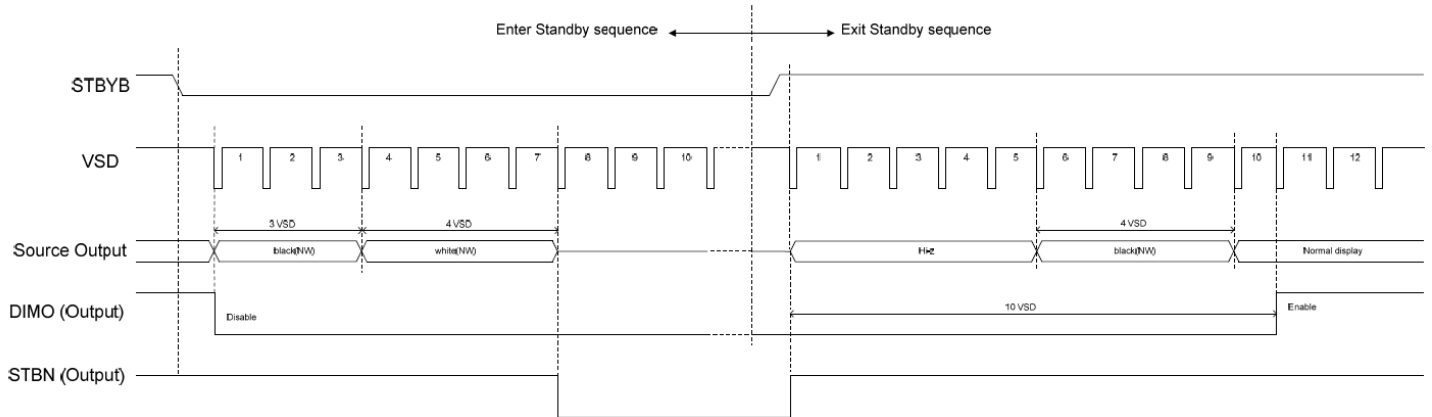 Enter Standby sequence
Exit Standby sequence
STBYB
VSD
1 2 3 4 5 6 7 8 9 10 1 2 3 4 5 6 7 8 9 10 11 12
3 VSD
4 VSD
4 VSD
Source Output
black(NW)
white(NW)
Hi-z
black(NW)
Normal display
DIMO (Output)
Disable
10 VSD
Enable
STBN (Output)